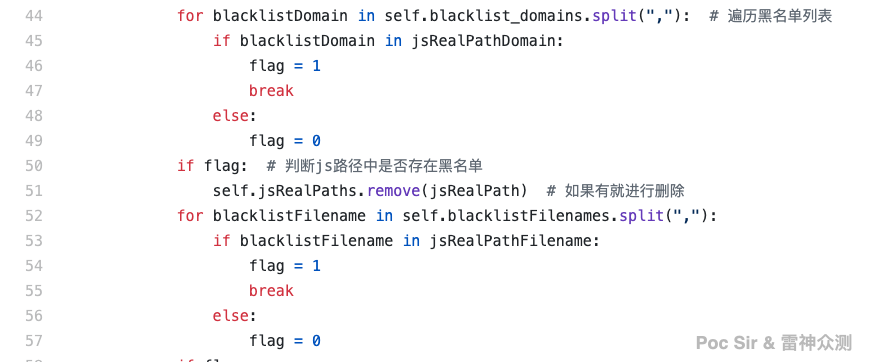 44 for blacklistDomain in self.blacklist_domains.split(","):  # 遍历黑名单列表
45 if blacklistDomain in jsRealPathDomain:
46 flag = 1
47 break
48 else:
49 flag = 0
50 if flag:  # 判断js路径中是否存在黑名单
51 self.jsRealPaths.remove(jsRealPath)  # 如果有就进行删除
52 for blacklistFilename in self.blacklistFilenames.split(","):
53 if blacklistFilename in jsRealPathFilename:
54 flag = 1
55 break
56 else:
57 flag = 0
Poc Sir & 雷神众测